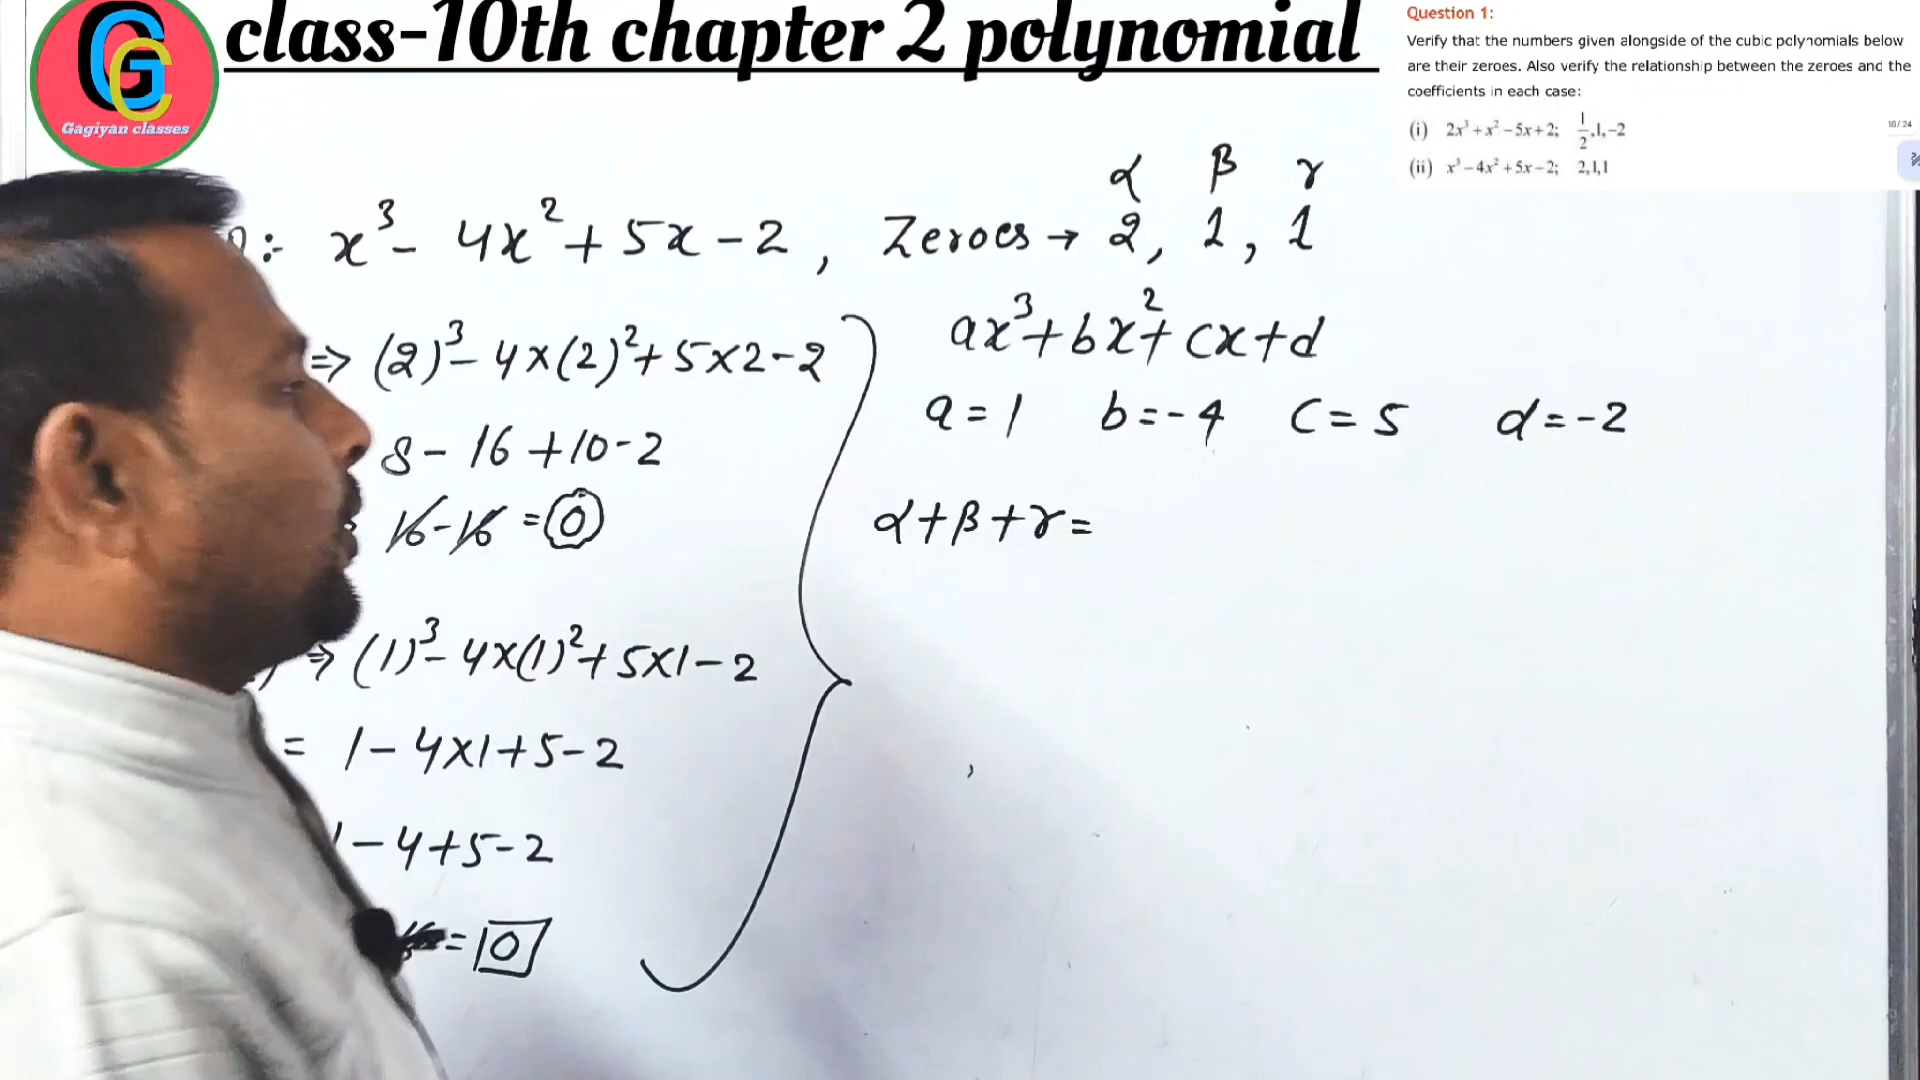 class-10th chapter 2 polynomial
GC
Gagiyan classes
Question 1:
Verify that the numbers given alongside of the cubic polynomials below
are their zeroes. Also verify the relationship between the zeroes and the
coefficients in each case:
(i) 2x³ + x² – 5x + 2; 1/2, 1, –2
(ii) x³ – 4x² + 5x – 2; 2,1,1
18/24
α β γ
:- x³ - 4x² + 5x - 2, Zeroes → 2, 1, 1
⇒ (2)³ - 4×(2)² + 5×2 - 2
8 - 16 + 10 - 2
16 - 16 = 0
⇒ (1)³ - 4×(1)² + 5×1 - 2
= 1 - 4×1 + 5 - 2
1 - 4 + 5 - 2
= 0
ax³ + bx² + cx + d
a = 1 b = -4 c = 5 d = -2
α + β + γ =